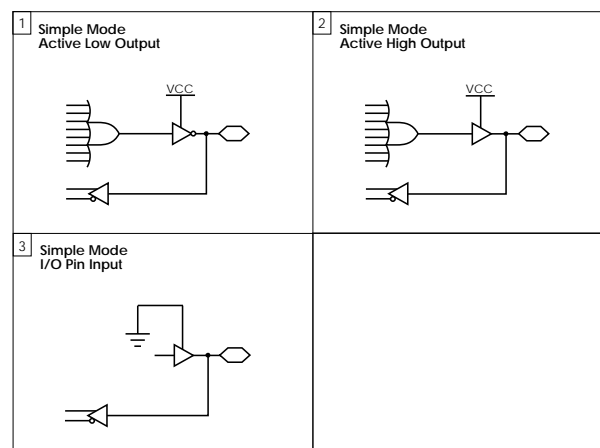 1
Simple Mode
Active Low Output
VCC
2
Simple Mode
Active High Output
VCC
3
Simple Mode
I/O Pin Input